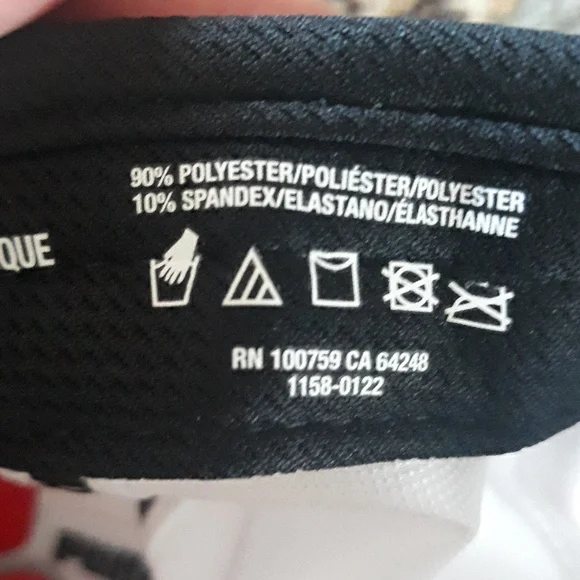 90% POLYESTER/POLIÉSTER/POLYESTER
10% SPANDEX/ELASTANO/ÉLASTHANNE
QUE
RN 100759 CA 64248
1158-0122